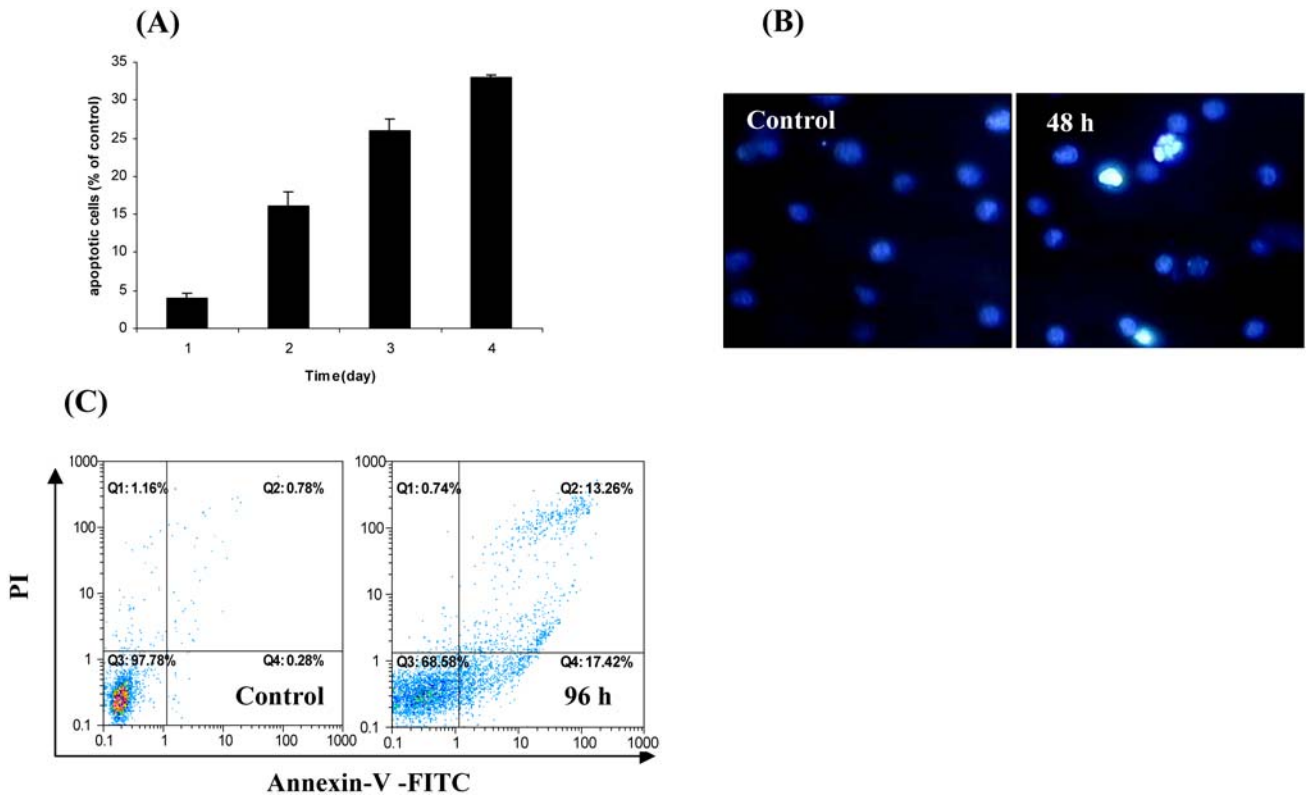 (A)
apoptotic cells (% of control)
35
30
25
20
15
10
5
0
1 2 3 4
Time(day)
(B)
Control
48 h
(C)
PI
1000
100
10
1
0.1
Q1: 1.16%
Q2: 0.78%
Q3: 97.78%
Q4: 0.28%
Control
0.1 1 10 100 1000
1000
100
10
1
0.1
Q1: 0.74%
Q2: 13.26%
Q3: 68.58%
Q4: 17.42%
96 h
0.1 1 10 100 1000
Annexin-V -FITC